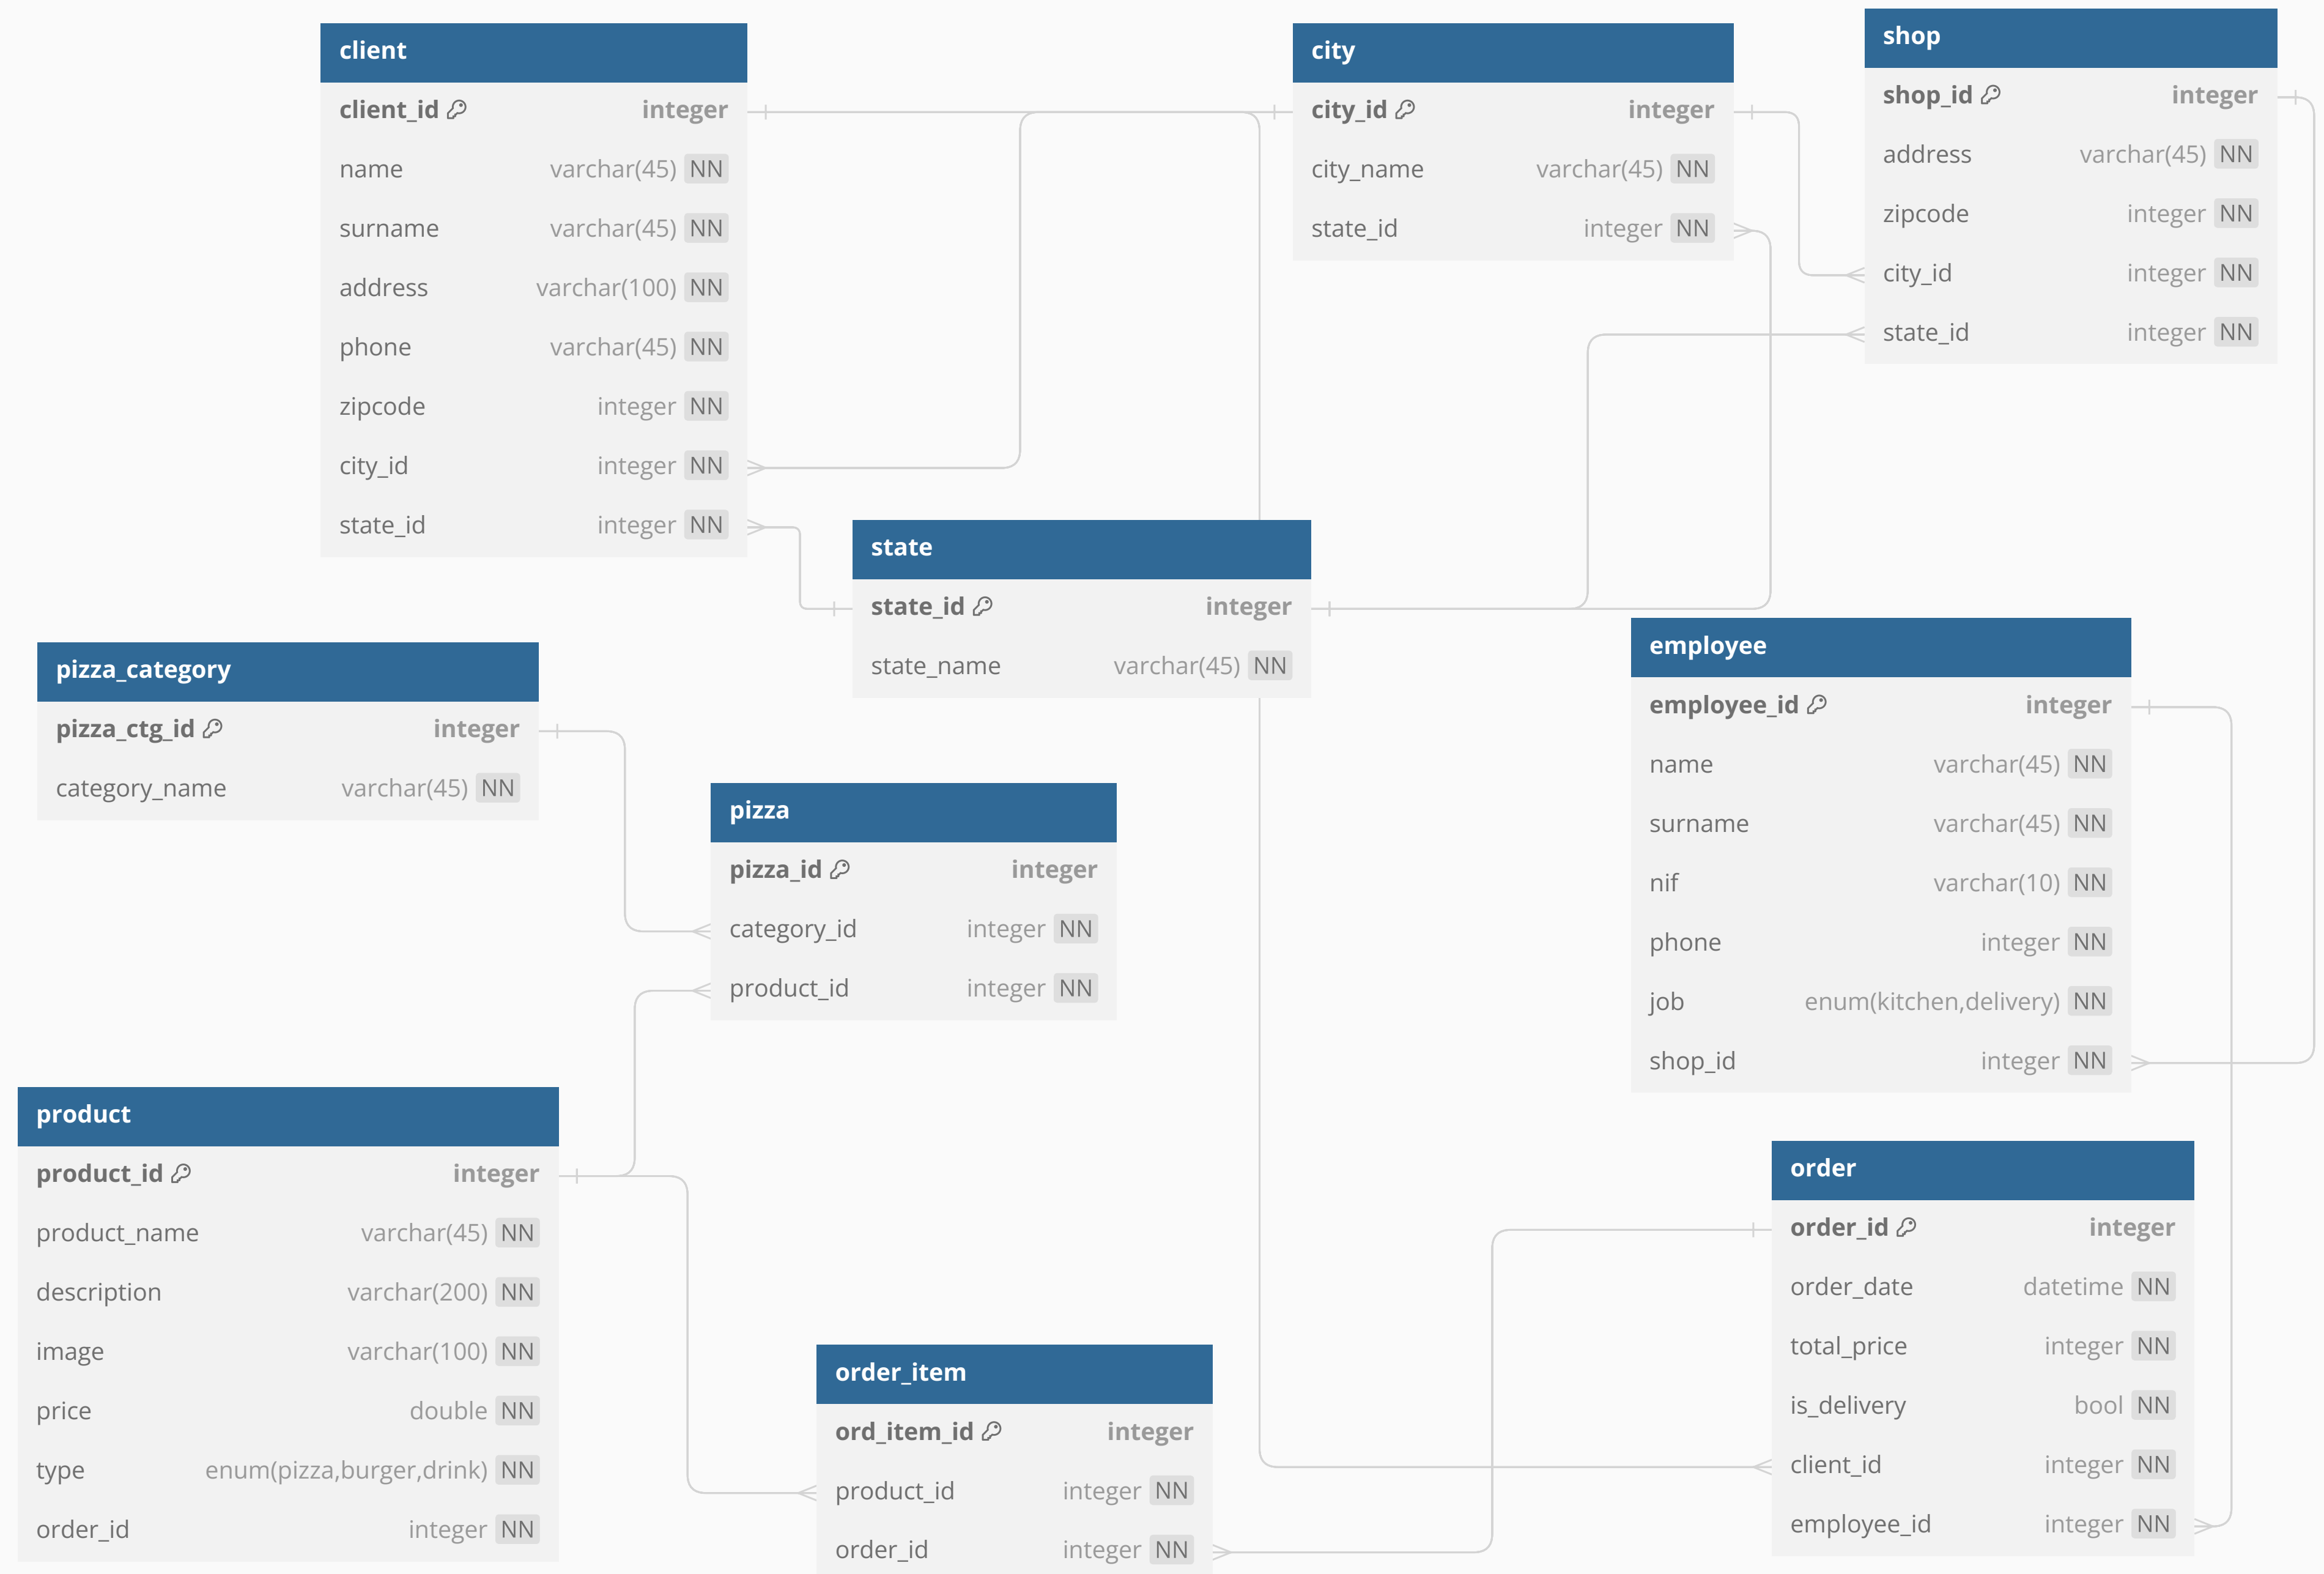 client
client_id integer
name varchar(45) NN
surname varchar(45) NN
address varchar(100) NN
phone varchar(45) NN
zipcode integer NN
city_id integer NN
state_id integer NN
city
city_id integer
city_name varchar(45) NN
state_id integer NN
shop
shop_id integer
address varchar(45) NN
zipcode integer NN
city_id integer NN
state_id integer NN
state
state_id integer
state_name varchar(45) NN
pizza_category
pizza_ctg_id integer
category_name varchar(45) NN
pizza
pizza_id integer
category_id integer NN
product_id integer NN
employee
employee_id integer
name varchar(45) NN
surname varchar(45) NN
nif varchar(10) NN
phone integer NN
job enum(kitchen,delivery) NN
shop_id integer NN
product
product_id integer
product_name varchar(45) NN
description varchar(200) NN
image varchar(100) NN
price double NN
type enum(pizza,burger,drink) NN
order_id integer NN
order_item
ord_item_id integer
product_id integer NN
order_id integer NN
order
order_id integer
order_date datetime NN
total_price integer NN
is_delivery bool NN
client_id integer NN
employee_id integer NN